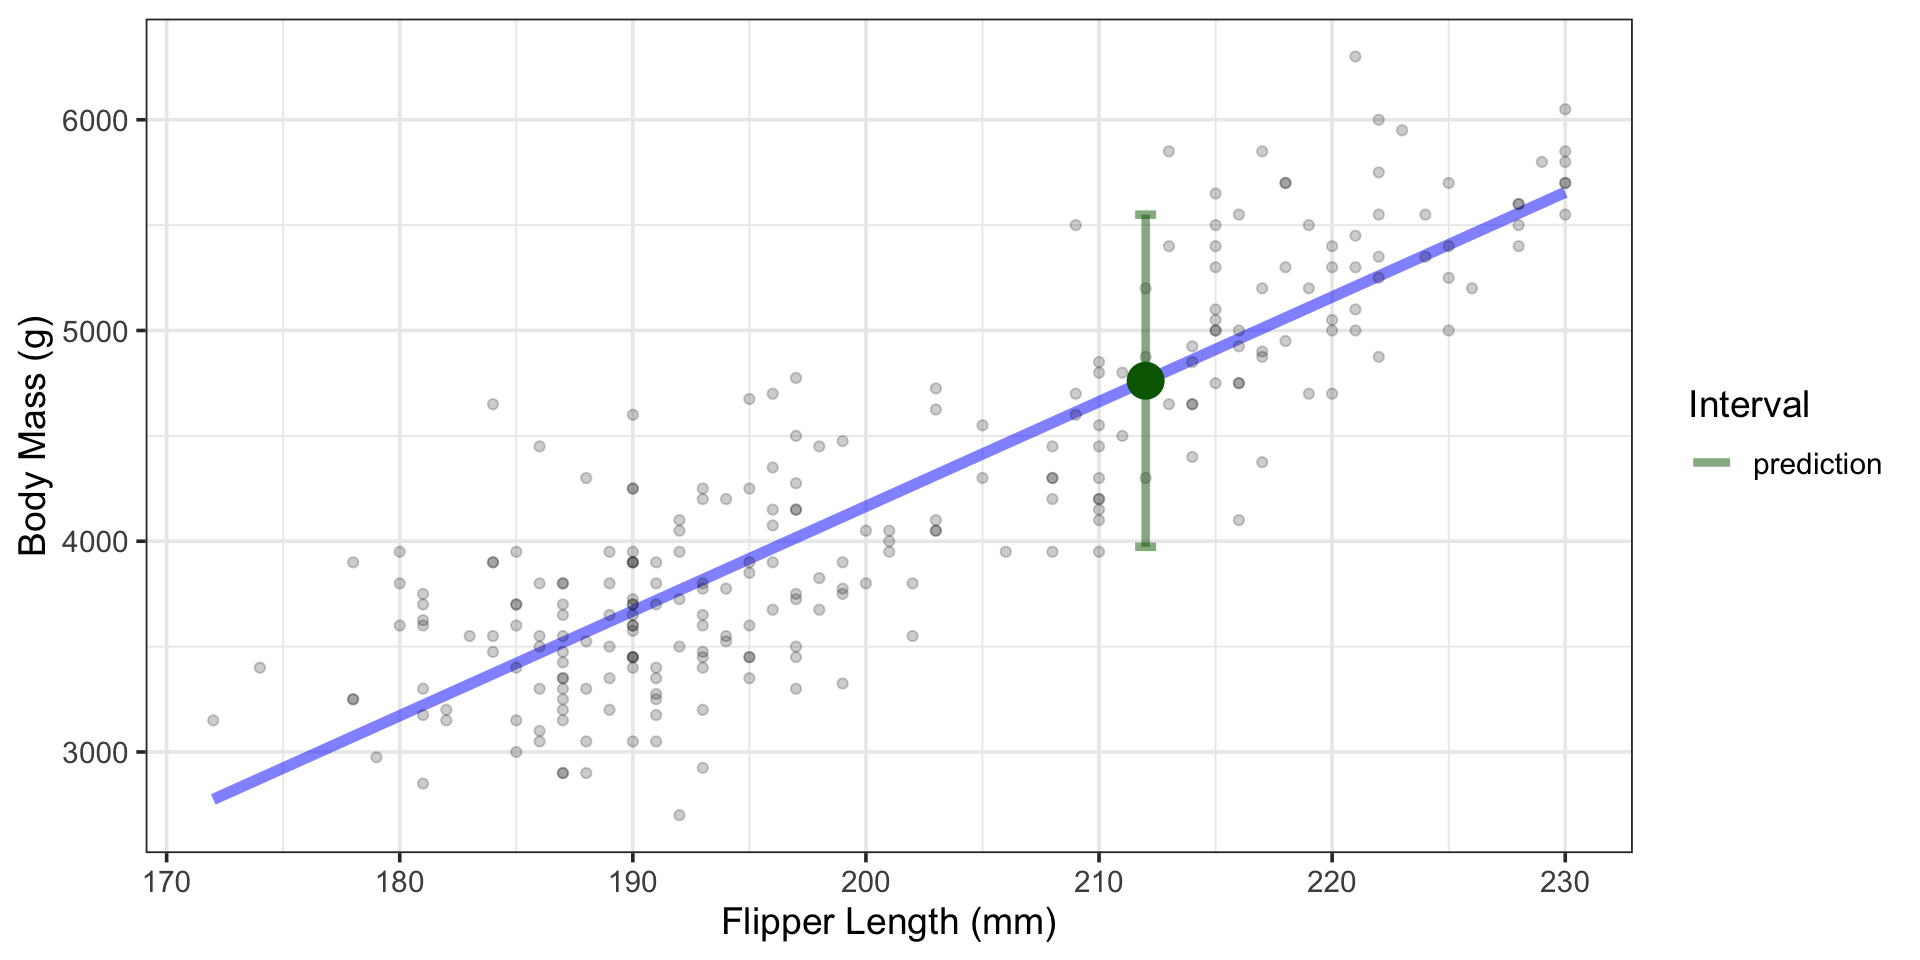 6000
5000
4000
3000
Body Mass (g)
170 180 190 200 210 220 230
Flipper Length (mm)
Interval
prediction